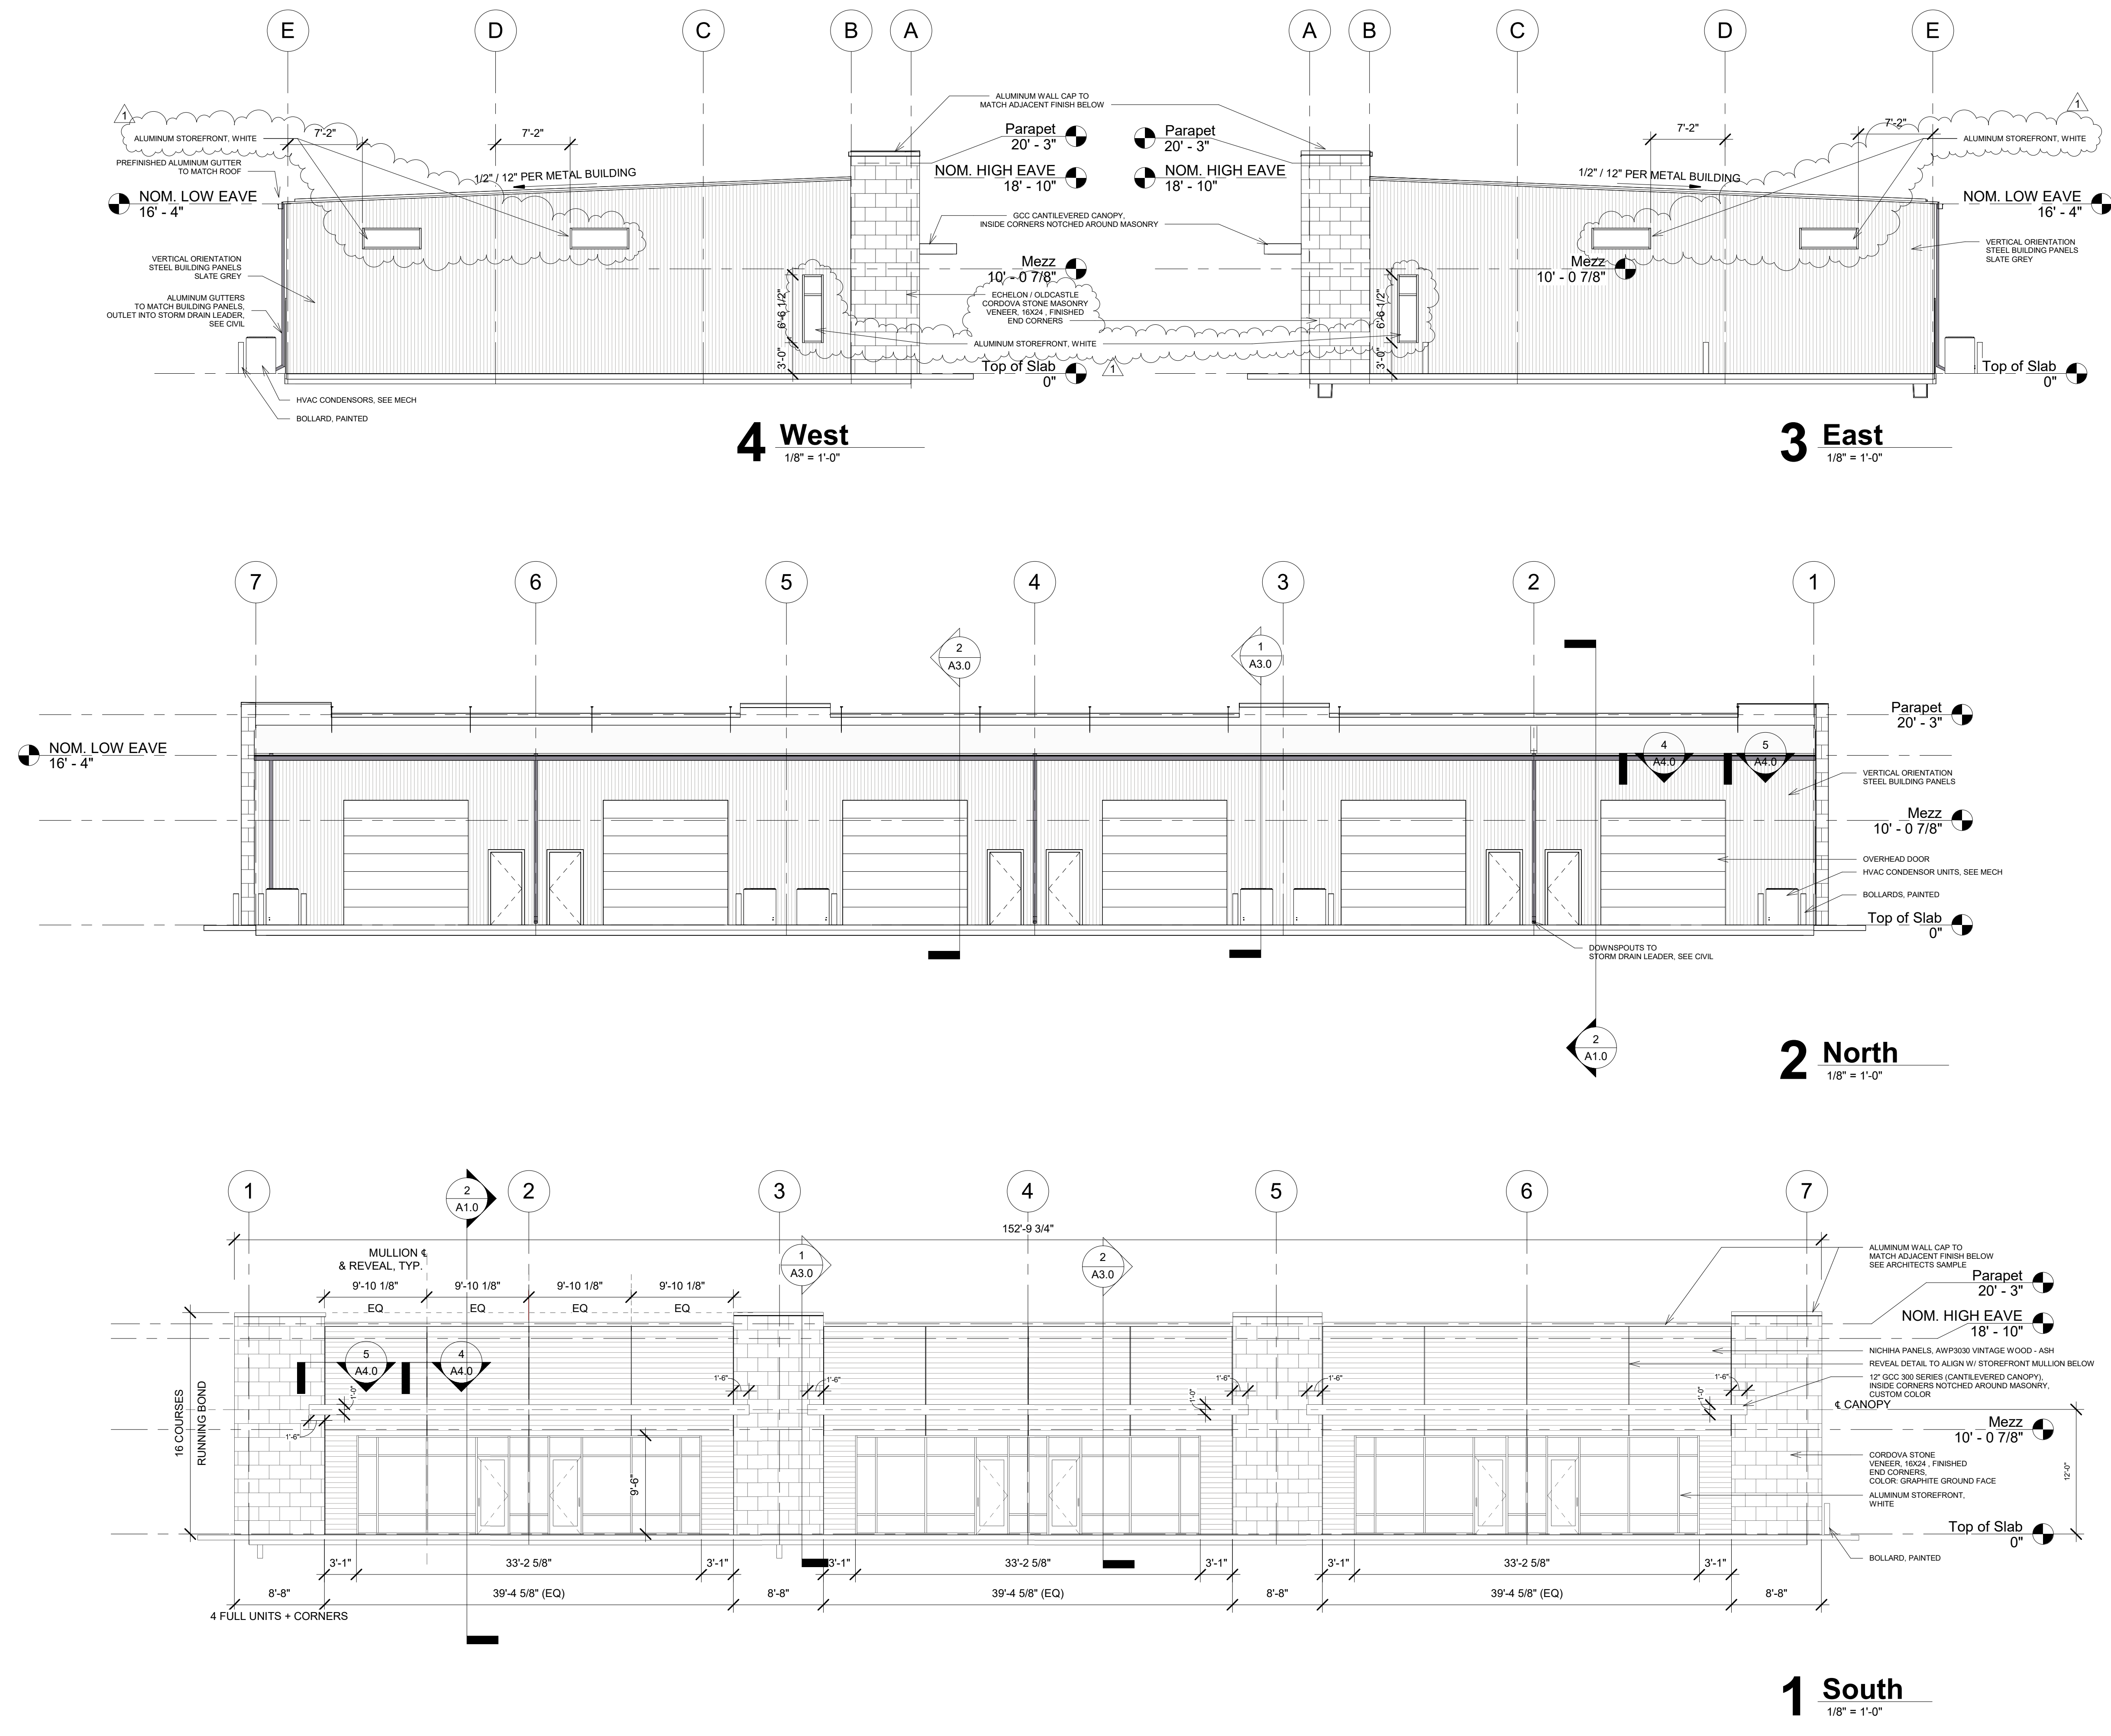 E
D
C
B
A
A
B
C
D
E
ALUMINUM WALL CAP TO
MATCH ADJACENT FINISH BELOW
1
7'-2"
7'-2"
ALUMINUM STOREFRONT, WHITE
PREFINISHED ALUMINUM GUTTER
TO MATCH ROOF
NOM. LOW EAVE
16' - 4"
1/2" / 12" PER METAL BUILDING
Parapet
20' - 3"
NOM. HIGH EAVE
18' - 10"
GCC CANTILEVERED CANOPY,
INSIDE CORNERS NOTCHED AROUND MASONRY
VERTICAL ORIENTATION
STEEL BUILDING PANELS
SLATE GREY
ALUMINUM GUTTERS
TO MATCH BUILDING PANELS,
OUTLET INTO STORM DRAIN LEADER,
SEE CIVIL
Mezz
10' - 0 7/8"
ECHELON / OLDCASTLE
CORDOVA STONE MASONRY
VENEER, 16X24 , FINISHED
END CORNERS
6'-6 1/2"
3'-0"
ALUMINUM STOREFRONT, WHITE
Top of Slab
0"
1
HVAC CONDENSORS, SEE MECH
BOLLARD, PAINTED
4
West
1/8" = 1'-0"
Parapet
20' - 3"
NOM. HIGH EAVE
18' - 10"
7'-2"
7'-2"
1
ALUMINUM STOREFRONT, WHITE
1/2" / 12" PER METAL BUILDING
NOM. LOW EAVE
16' - 4"
VERTICAL ORIENTATION
STEEL BUILDING PANELS
SLATE GREY
Mezz
10' - 0 7/8"
6'-6 1/2"
3'-0"
Top of Slab
0"
3
East
1/8" = 1'-0"
7
6
5
4
3
2
1
2
A3.0
1
A3.0
Parapet
20' - 3"
NOM. LOW EAVE
16' - 4"
4
A4.0
5
A4.0
VERTICAL ORIENTATION
STEEL BUILDING PANELS
Mezz
10' - 0 7/8"
OVERHEAD DOOR
HVAC CONDENSOR UNITS, SEE MECH
BOLLARDS, PAINTED
Top of Slab
0"
DOWNSPOUTS TO
STORM DRAIN LEADER, SEE CIVIL
2
A1.0
2
North
1/8" = 1'-0"
1
2
A1.0
2
3
4
5
6
7
152'-9 3/4"
MULLION ℄
& REVEAL, TYP.
1
A3.0
2
A3.0
9'-10 1/8"
9'-10 1/8"
9'-10 1/8"
9'-10 1/8"
EQ
EQ
EQ
EQ
ALUMINUM WALL CAP TO
MATCH ADJACENT FINISH BELOW
SEE ARCHITECTS SAMPLE
Parapet
20' - 3"
NOM. HIGH EAVE
18' - 10"
NICHIHA PANELS, AWP3030 VINTAGE WOOD - ASH
REVEAL DETAIL TO ALIGN W/ STOREFRONT MULLION BELOW
12" GCC 300 SERIES (CANTILEVERED CANOPY),
INSIDE CORNERS NOTCHED AROUND MASONRY,
CUSTOM COLOR
℄ CANOPY
5
A4.0
4
A4.0
1'-6"
1'-6"
1'-6"
1'-6"
1'-6"
1'-0"
1'-0"
1'-0"
1'-6"
16 COURSES
RUNNING BOND
9'-6"
12'-0"
Mezz
10' - 0 7/8"
CORDOVA STONE
VENEER, 16X24 , FINISHED
END CORNERS,
COLOR: GRAPHITE GROUND FACE
ALUMINUM STOREFRONT,
WHITE
Top of Slab
0"
BOLLARD, PAINTED
3'-1"
33'-2 5/8"
3'-1"
3'-1"
33'-2 5/8"
3'-1"
3'-1"
33'-2 5/8"
3'-1"
8'-8"
39'-4 5/8" (EQ)
8'-8"
39'-4 5/8" (EQ)
8'-8"
39'-4 5/8" (EQ)
8'-8"
4 FULL UNITS + CORNERS
1
South
1/8" = 1'-0"